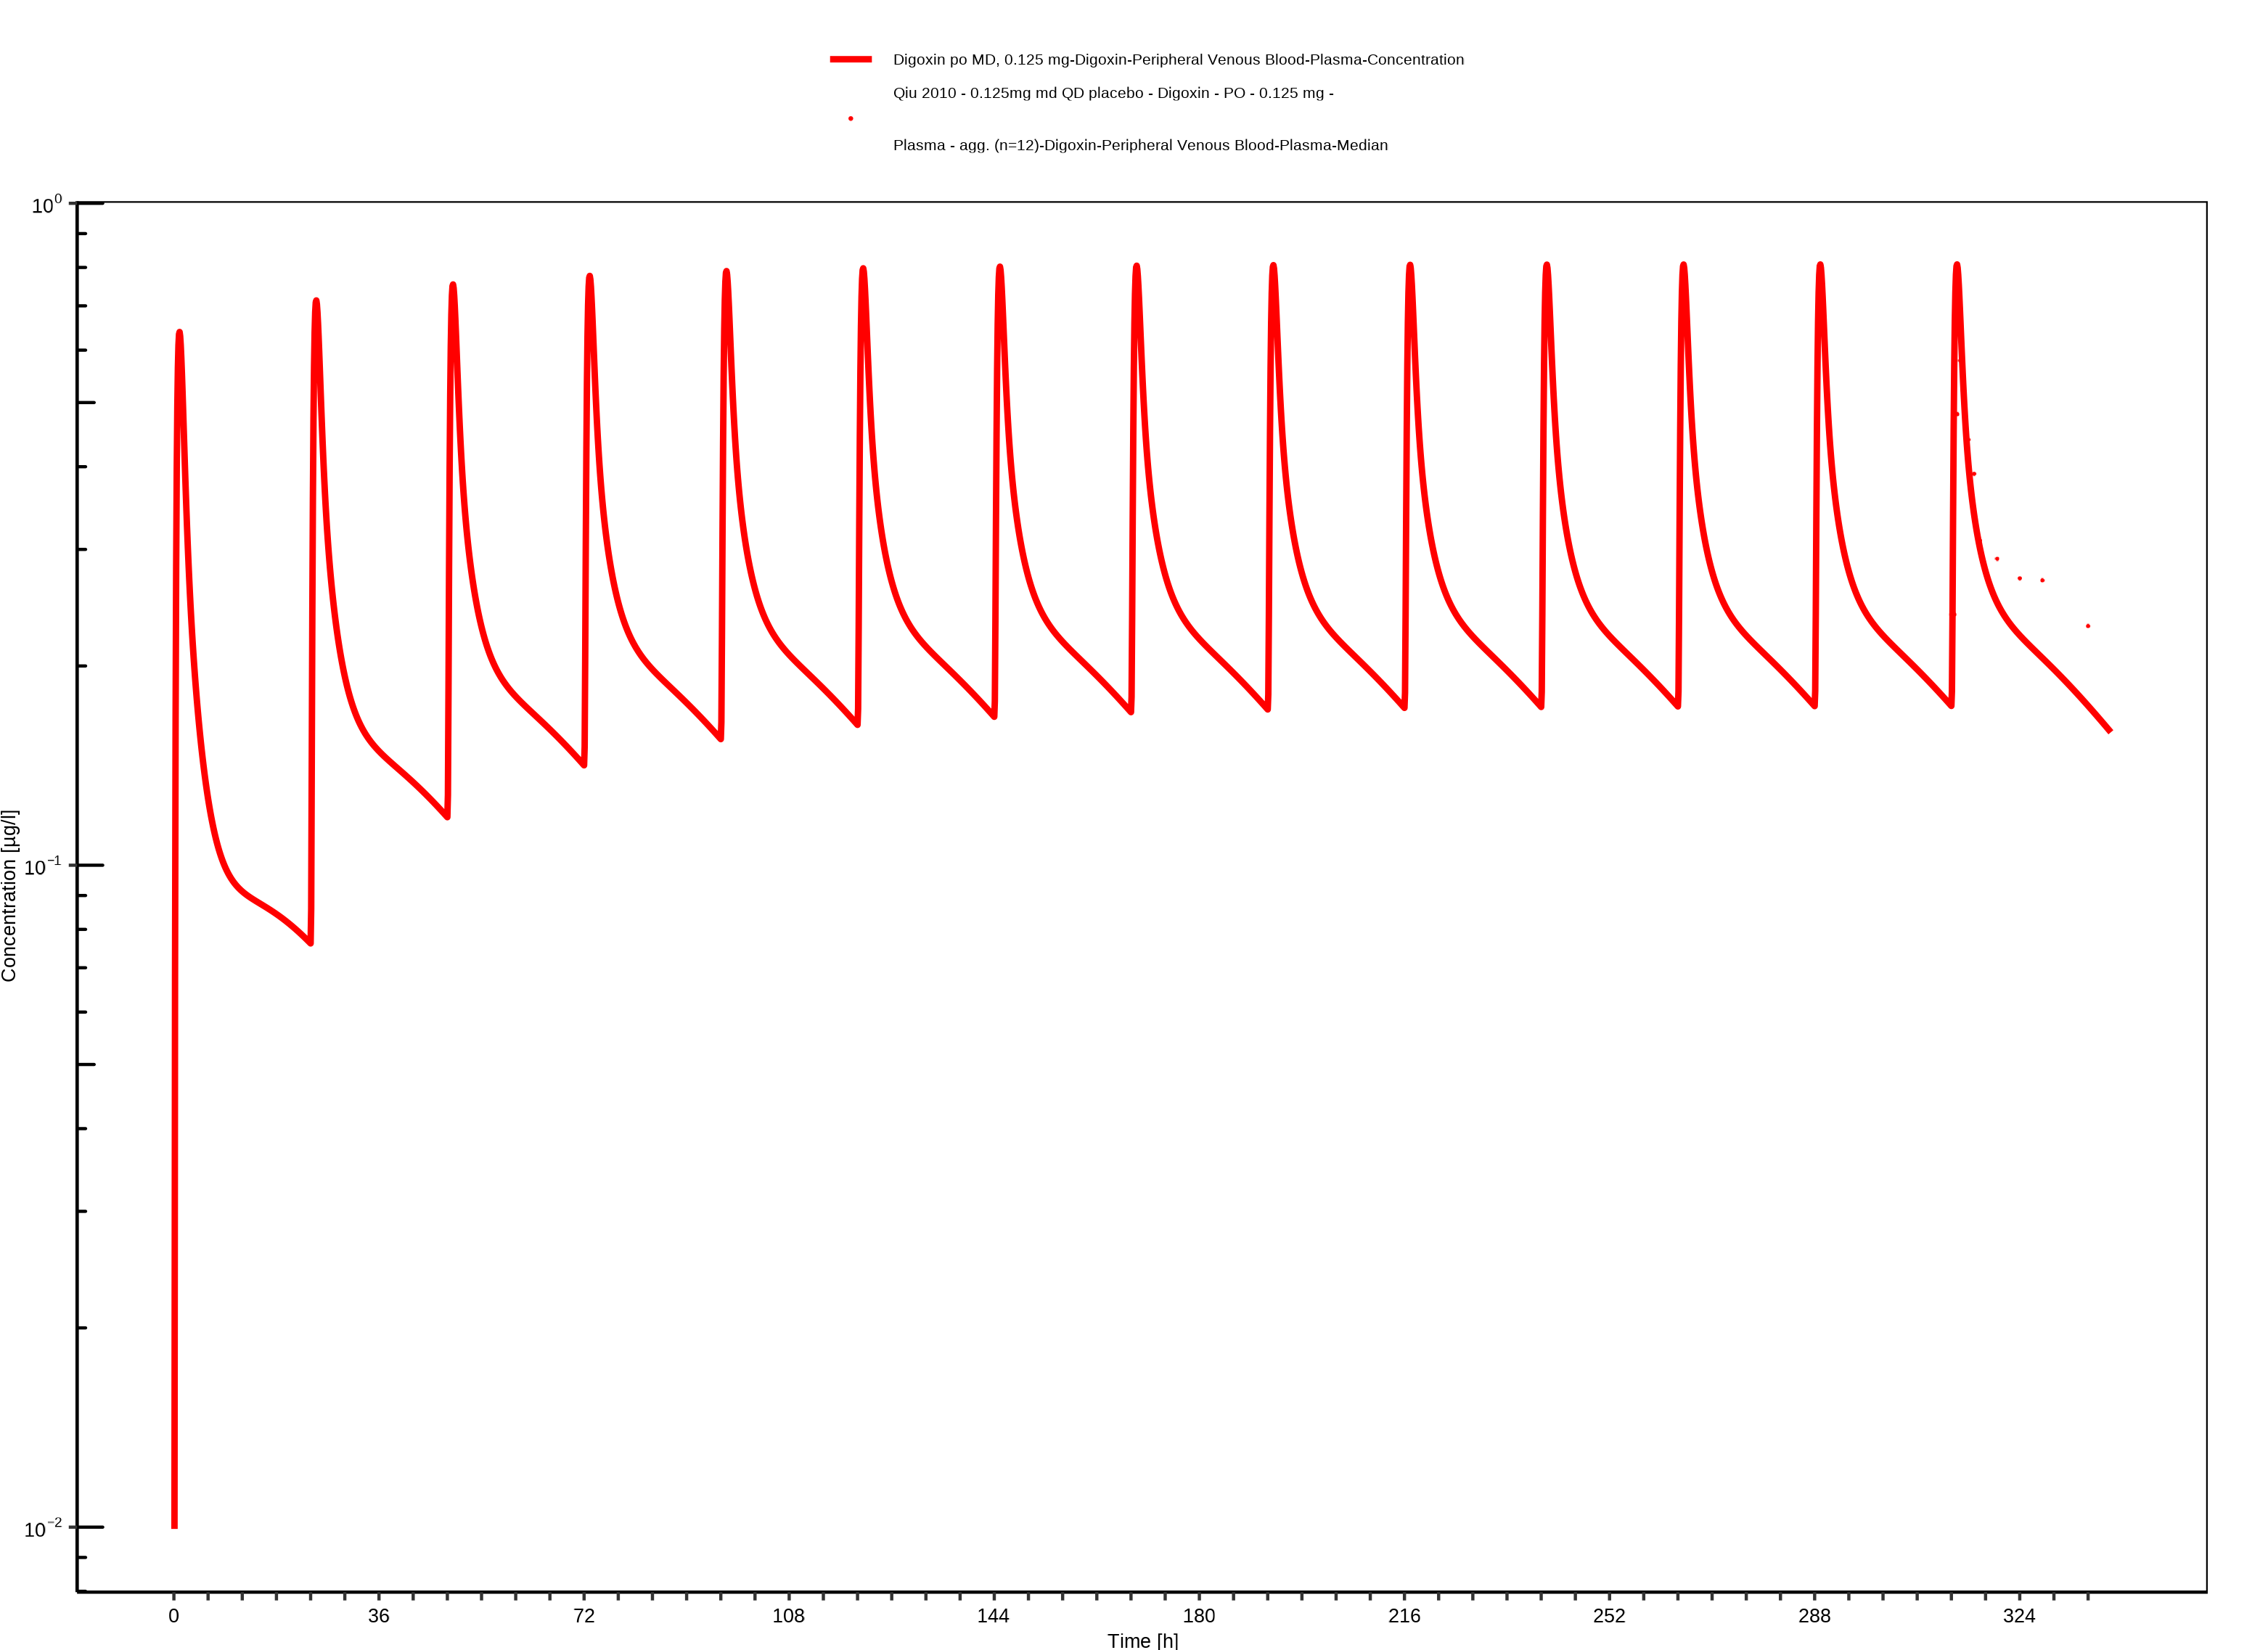 Digoxin po MD, 0.125 mg-Digoxin-Peripheral Venous Blood-Plasma-Concentration
Qiu 2010 - 0.125mg md QD placebo - Digoxin - PO - 0.125 mg -
Plasma - agg. (n=12)-Digoxin-Peripheral Venous Blood-Plasma-Median
10⁰
10⁻¹
10⁻²
Concentration [µg/l]
0 36 72 108 144 180 216 252 288 324
Time [h]